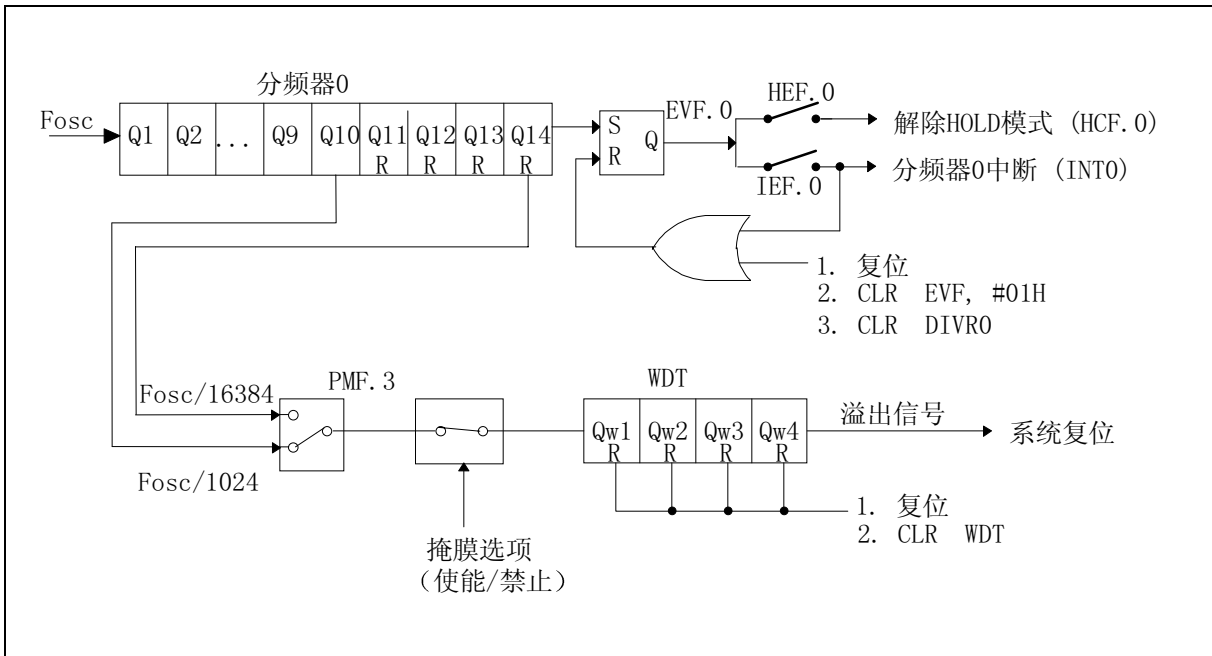 分频器0
Fosc
Q1 Q2 ... Q9 Q10 Q11 Q12 Q13 Q14
R R R R
S
R
Q
EVF.0
HEF.0
解除HOLD模式 (HCF.0)
IEF.0
分频器0中断 (INT0)
1. 复位
2. CLR EVF, #01H
3. CLR DIVR0
Fosc/16384
PMF.3
WDT
Fosc/1024
Qw1 Qw2 Qw3 Qw4
R R R R
溢出信号
系统复位
1. 复位
2. CLR WDT
掩膜选项
(使能/禁止)